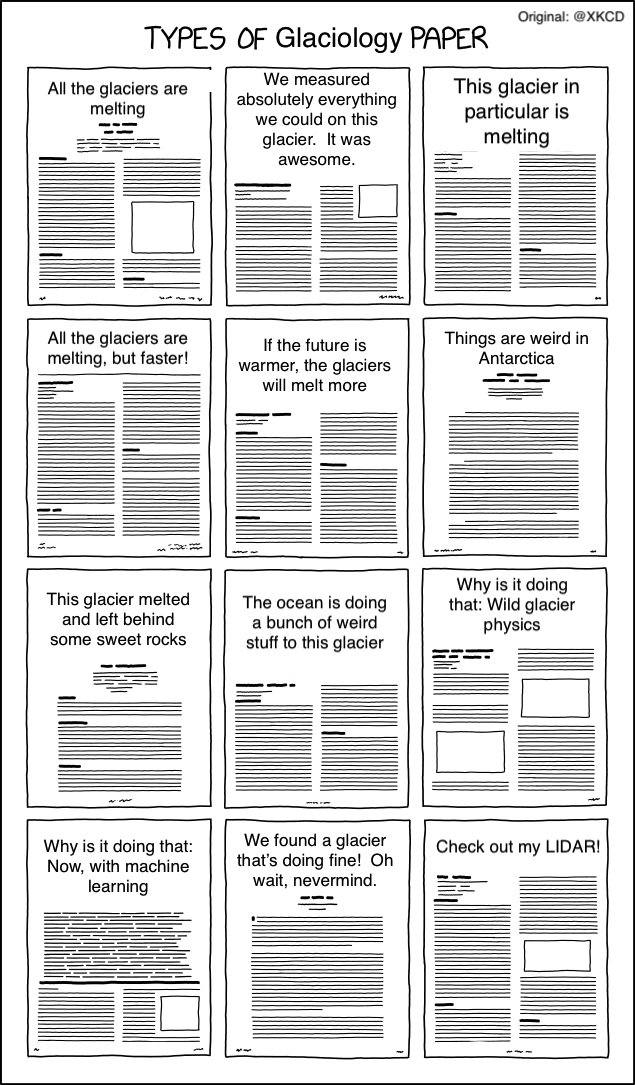 Original: @XKCD
TYPES OF Glaciology PAPER
All the glaciers are
melting
We measured
absolutely everything
we could on this
glacier.  It was
awesome.
This glacier in
particular is
melting
All the glaciers are
melting, but faster!
If the future is
warmer, the glaciers
will melt more
Things are weird in
Antarctica
This glacier melted
and left behind
some sweet rocks
The ocean is doing
a bunch of weird
stuff to this glacier
Why is it doing
that: Wild glacier
physics
Why is it doing that:
Now, with machine
learning
We found a glacier
that's doing fine!  Oh
wait, nevermind.
Check out my LIDAR!